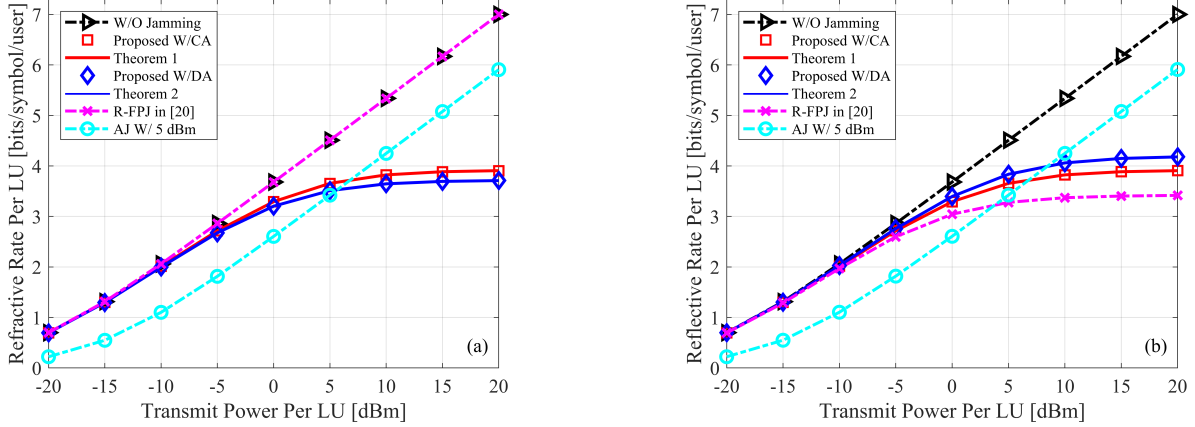 Refractive Rate Per LU [bits/symbol/user]
7
6
5
4
3
2
1
0
W/O Jamming
Proposed W/CA
Theorem 1
Proposed W/DA
Theorem 2
R-FPJ in [20]
AJ W/ 5 dBm
(a)
-20 -15 -10 -5 0 5 10 15 20
Transmit Power Per LU [dBm]
Reflective Rate Per LU [bits/symbol/user]
7
6
5
4
3
2
1
0
W/O Jamming
Proposed W/CA
Theorem 1
Proposed W/DA
Theorem 2
R-FPJ in [20]
AJ W/ 5 dBm
(b)
-20 -15 -10 -5 0 5 10 15 20
Transmit Power Per LU [dBm]